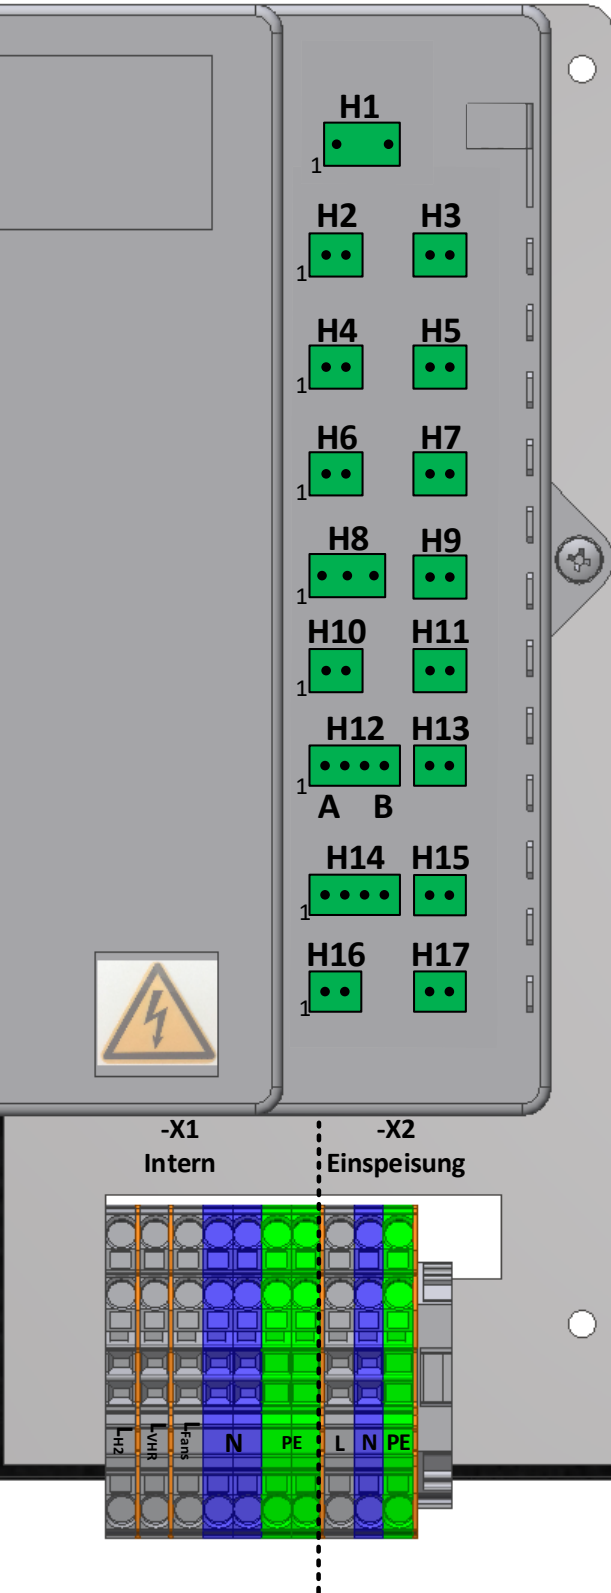 H1
1
H2 H3
1
H4 H5
1
H6 H7
1
H8 H9
1
H10 H11
1
H12 H13
1
A B
H14 H15
1
H16 H17
1
-X1 -X2
Intern Einspeisung
LH2 LVHR LFans N PE L N PE